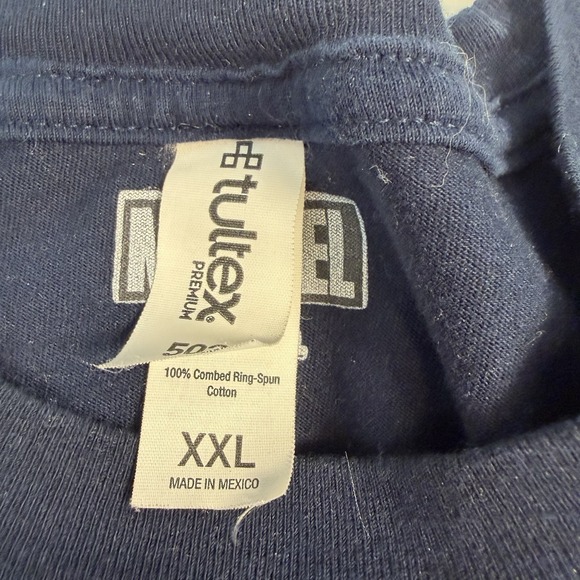 tultex
PREMIUM
100% Combed Ring-Spun
Cotton
XXL
MADE IN MEXICO